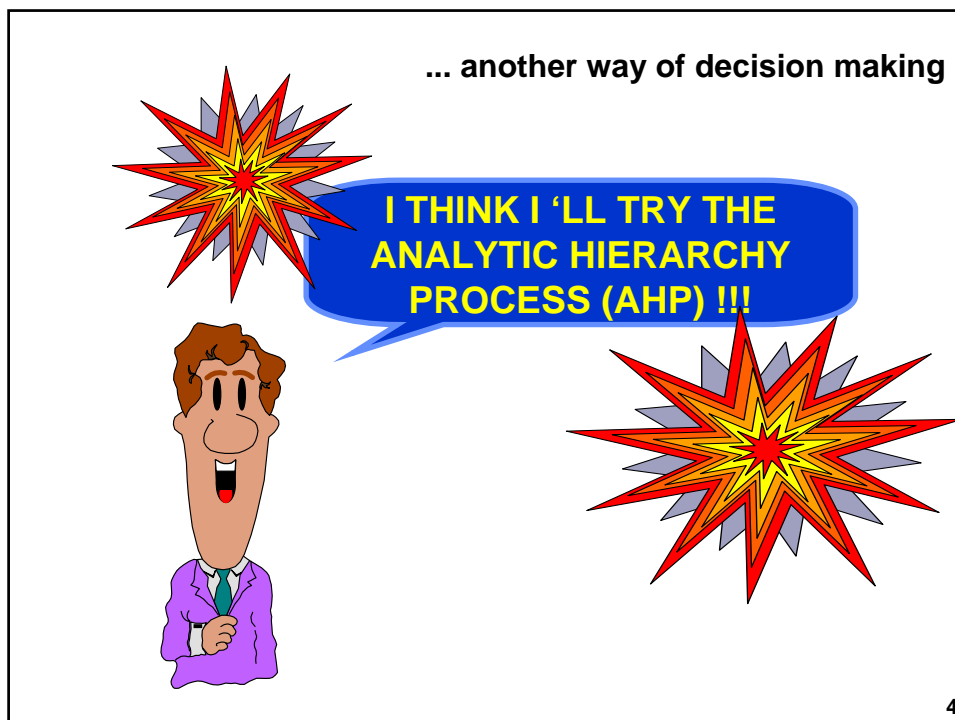 ... another way of decision making
I THINK I ‘LL TRY THE
ANALYTIC HIERARCHY
PROCESS (AHP) !!!
4